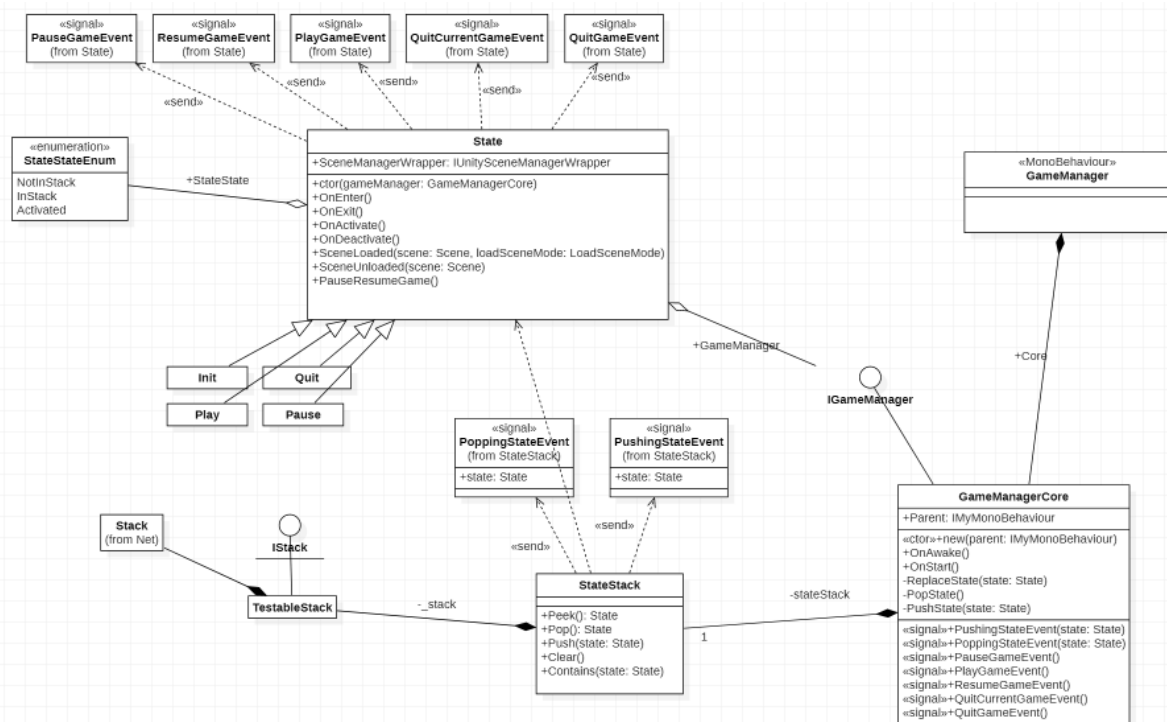 «signal»
PauseGameEvent
(from State)
«signal»
ResumeGameEvent
(from State)
«signal»
PlayGameEvent
(from State)
«signal»
QuitCurrentGameEvent
(from State)
«signal»
QuitGameEvent
(from State)
«send»
«send»
«send»
«send»
«send»
«enumeration»
StateStateEnum
NotInStack
InStack
Activated
+StateState
State
+SceneManagerWrapper: IUnitySceneManagerWrapper
+ctor(gameManager: GameManagerCore)
+OnEnter()
+OnExit()
+OnActivate()
+OnDeactivate()
+SceneLoaded(scene: Scene, loadSceneMode: LoadSceneMode)
+SceneUnloaded(scene: Scene)
+PauseResumeGame()
«MonoBehaviour»
GameManager
+GameManager
+Core
IGameManager
Init
Quit
Play
Pause
«signal»
PoppingStateEvent
(from StateStack)
+state: State
«signal»
PushingStateEvent
(from StateStack)
+state: State
«send»
«send»
Stack
(from Net)
IStack
TestableStack
-_stack
StateStack
+Peek(): State
+Pop(): State
+Push(state: State)
+Clear()
+Contains(state: State)
-stateStack
1
GameManagerCore
+Parent: IMyMonoBehaviour
«ctor»+new(parent: IMyMonoBehaviour)
+OnAwake()
+OnStart()
-ReplaceState(state: State)
-PopState()
-PushState(state: State)
«signal»+PushingStateEvent(state: State)
«signal»+PoppingStateEvent(state: State)
«signal»+PauseGameEvent()
«signal»+PlayGameEvent()
«signal»+ResumeGameEvent()
«signal»+QuitCurrentGameEvent()
«signal»+QuitGameEvent()